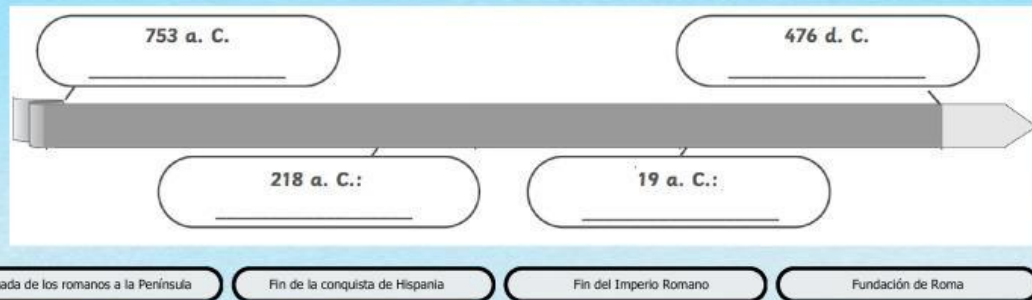 753 a. C.
476 d. C.
218 a. C.:
19 a. C.:
ada de los romanos a la Península
Fin de la conquista de Hispania
Fin del Imperio Romano
Fundación de Roma